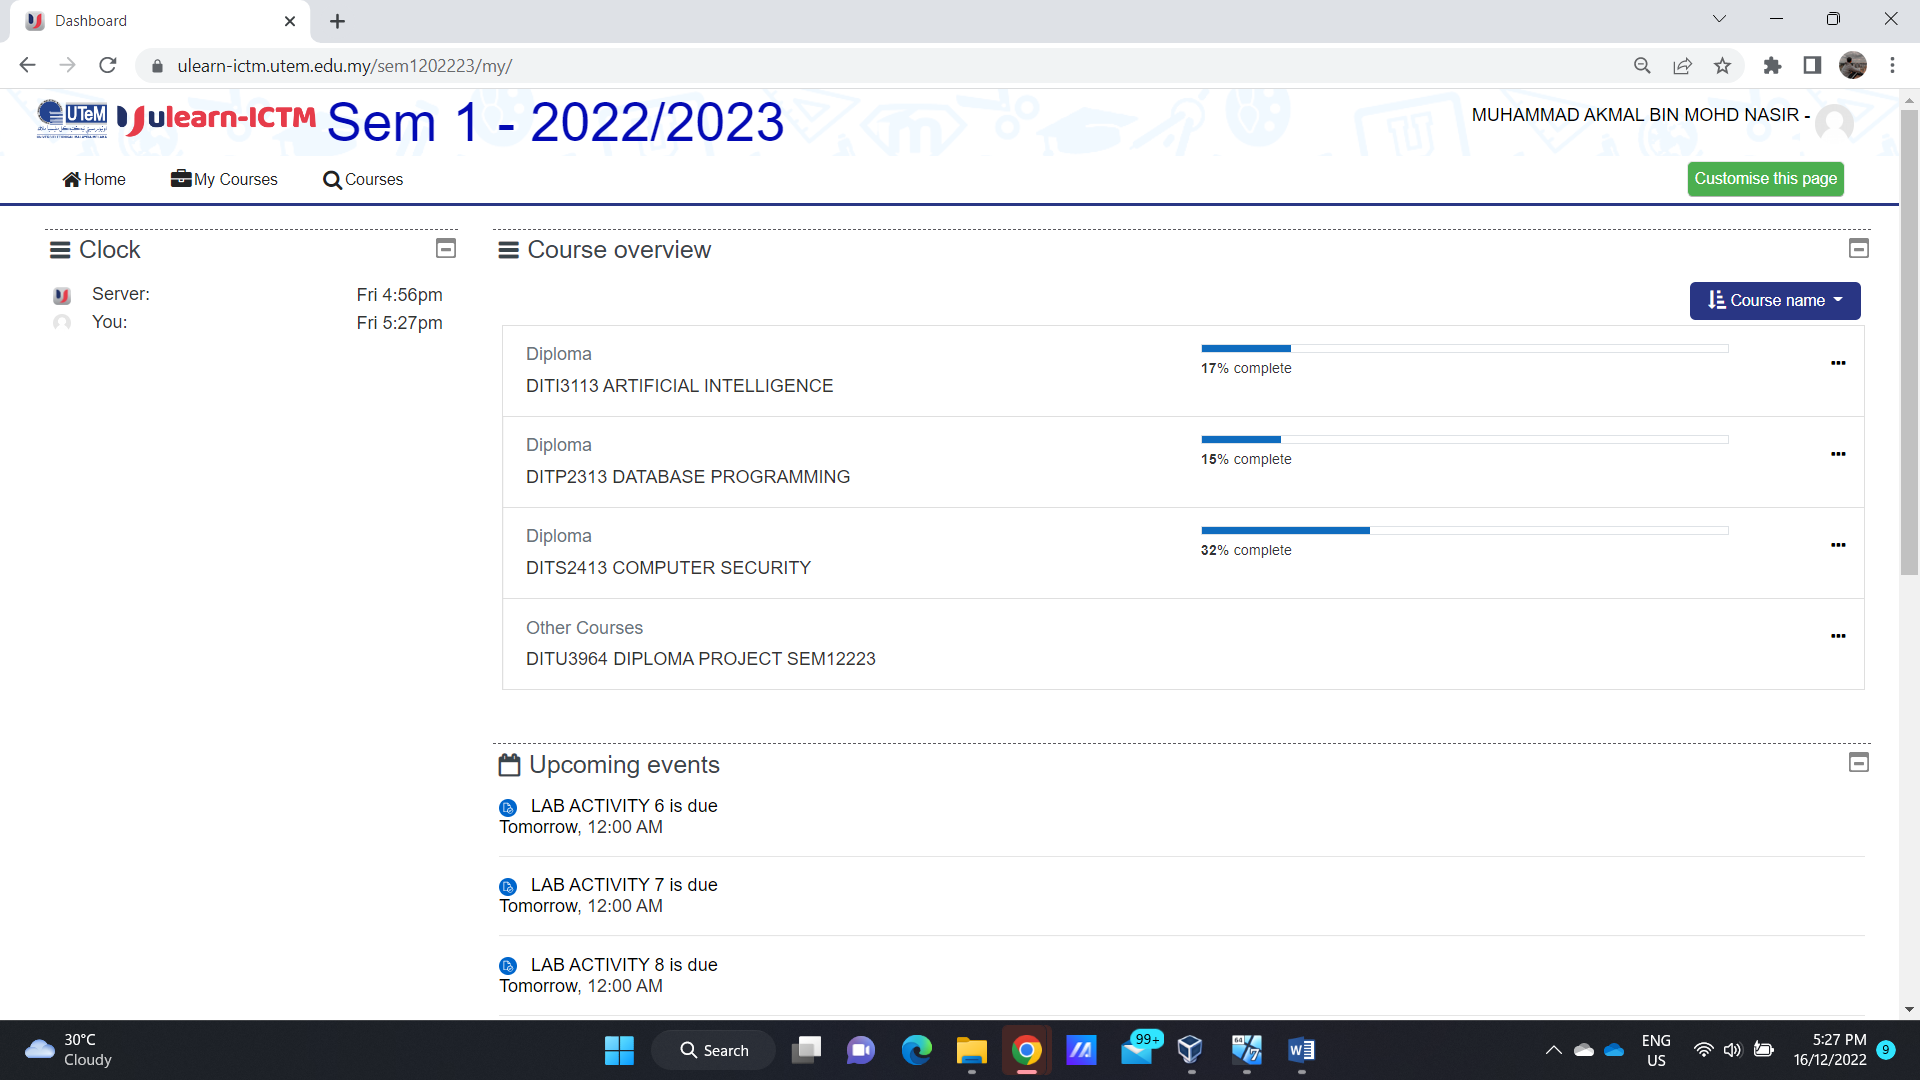 Dashboard
ulearn-ictm.utem.edu.my/sem1202223/my/
UTeM
ulearn-ICTM
Sem 1 - 2022/2023
MUHAMMAD AKMAL BIN MOHD NASIR -
Home
My Courses
Courses
Customise this page
Clock
Server:
Fri 4:56pm
You:
Fri 5:27pm
Course overview
Course name
Diploma
DITI3113 ARTIFICIAL INTELLIGENCE
17% complete
Diploma
DITP2313 DATABASE PROGRAMMING
15% complete
Diploma
DITS2413 COMPUTER SECURITY
32% complete
Other Courses
DITU3964 DIPLOMA PROJECT SEM12223
Upcoming events
LAB ACTIVITY 6 is due
Tomorrow, 12:00 AM
LAB ACTIVITY 7 is due
Tomorrow, 12:00 AM
LAB ACTIVITY 8 is due
Tomorrow, 12:00 AM
30°C
Cloudy
Search
99+
64
7
ENG
US
5:27 PM
16/12/2022
9